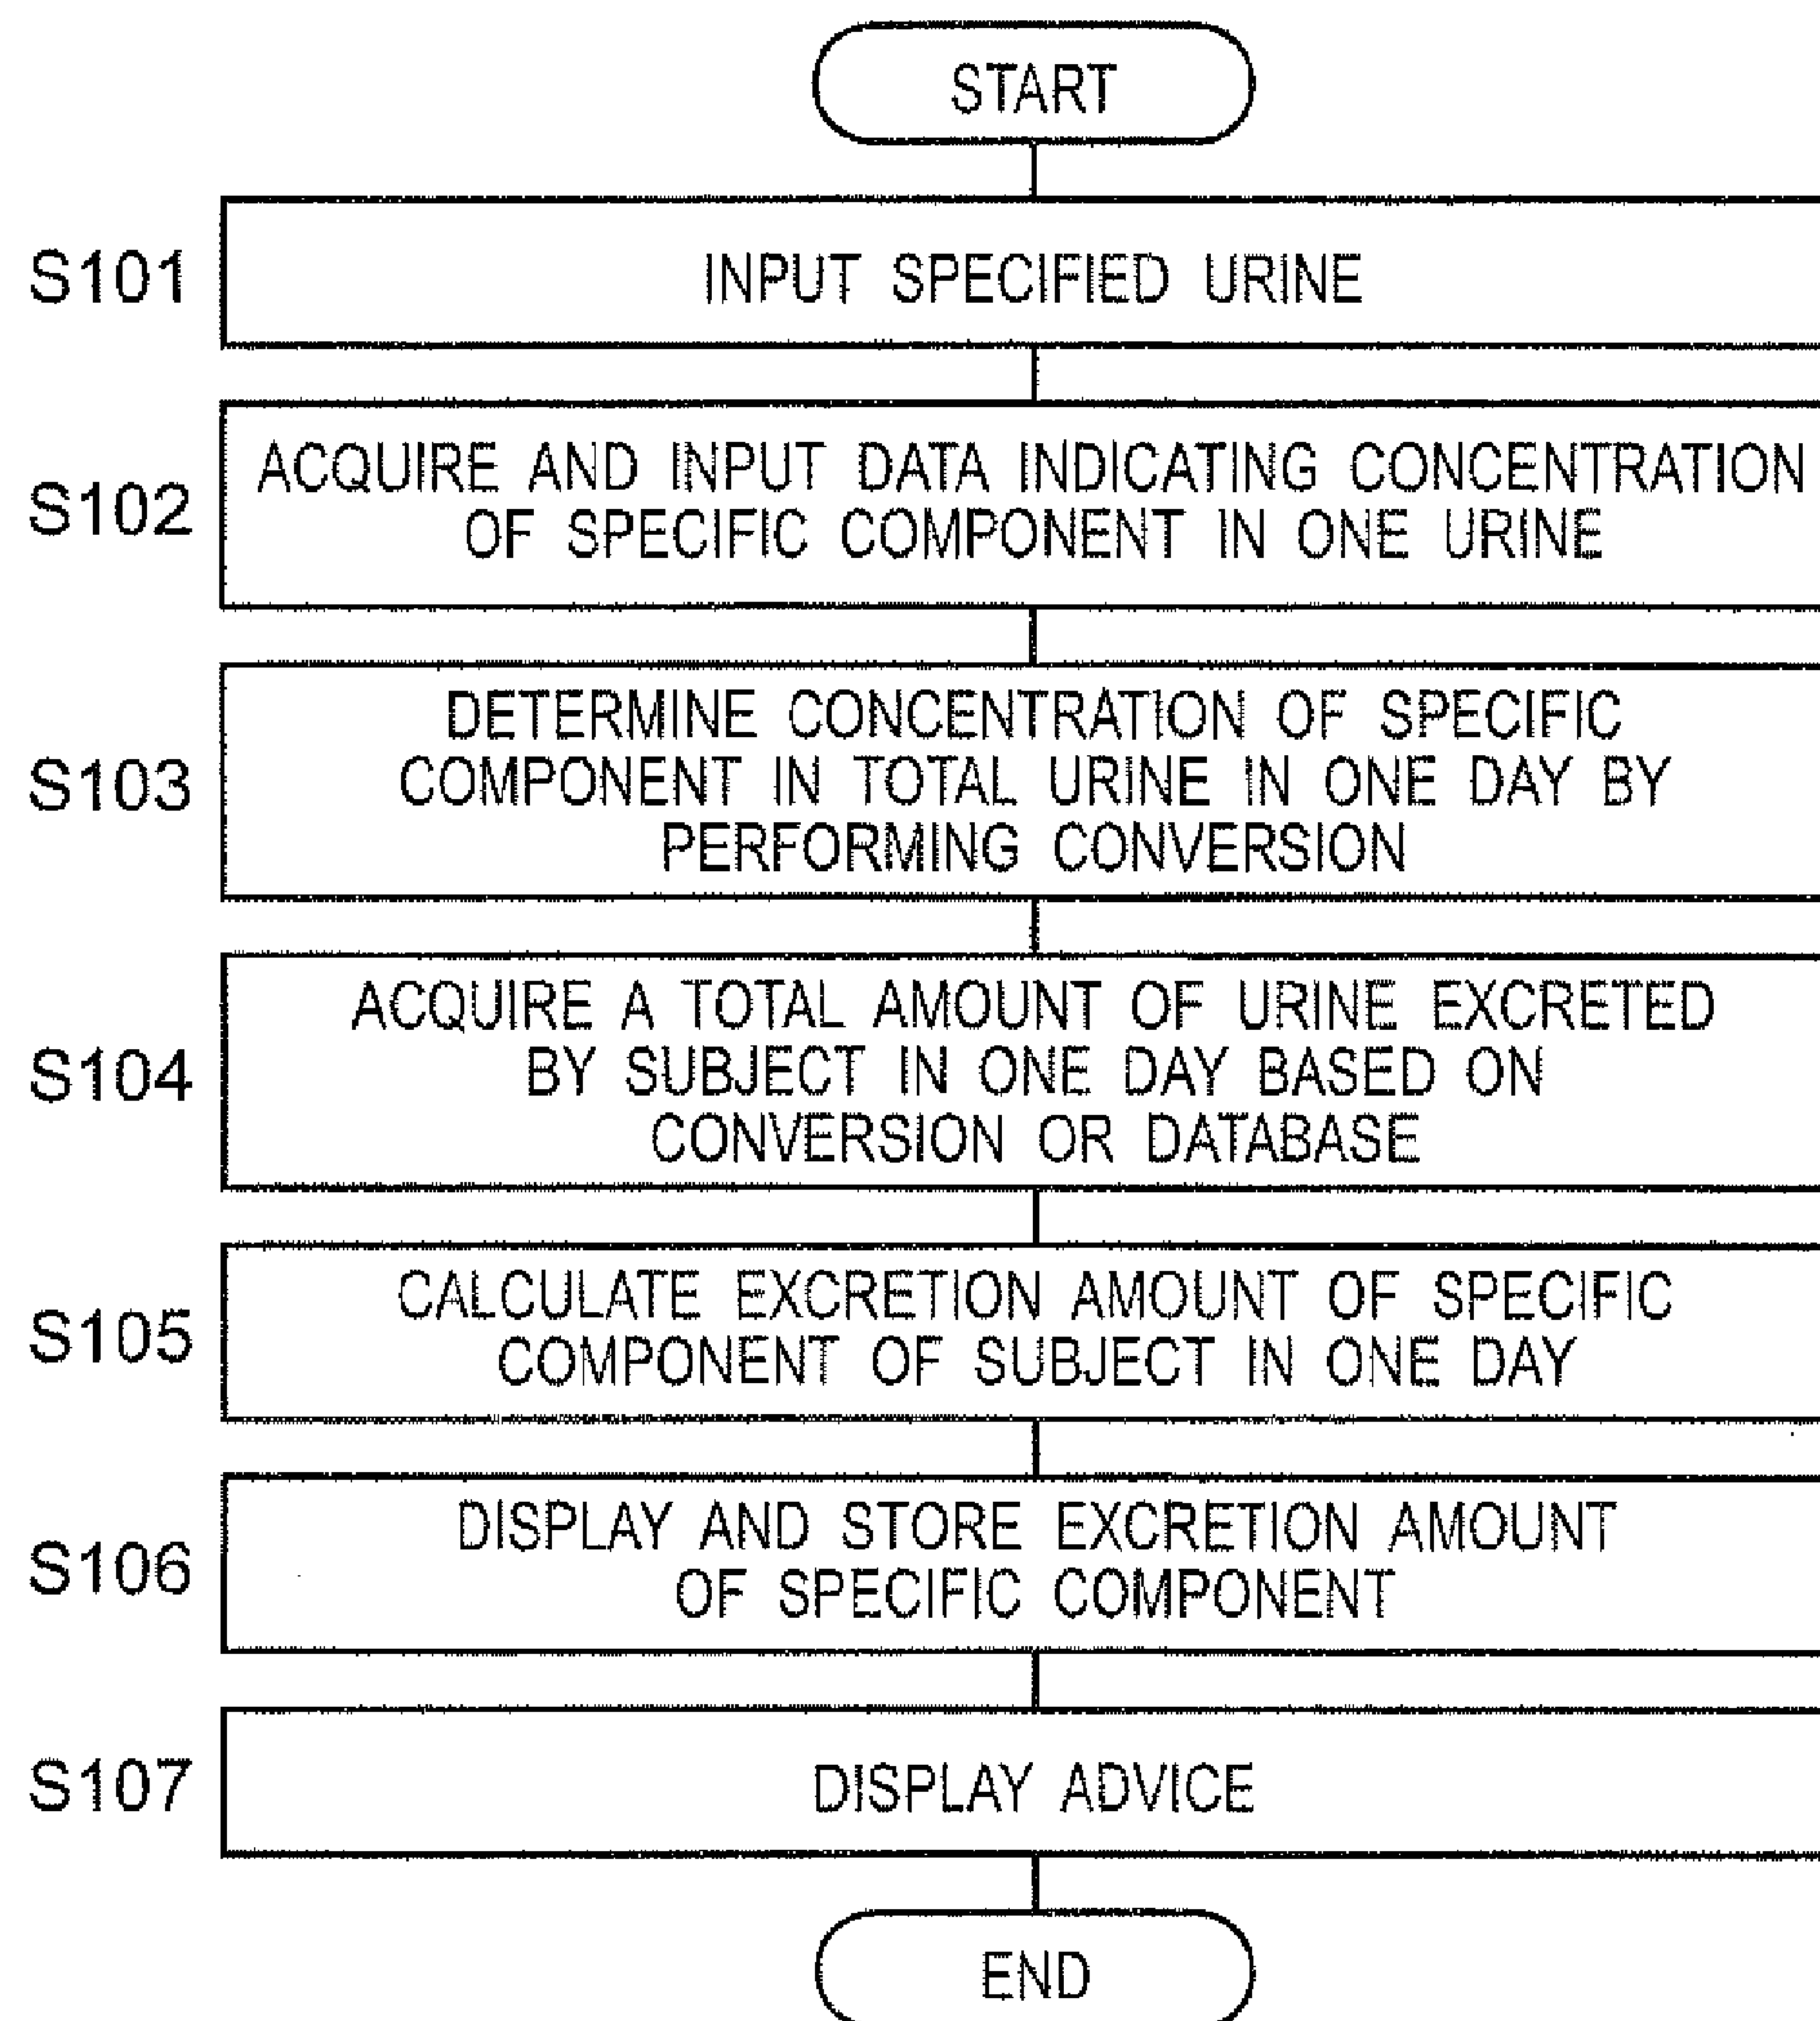 START
S101
INPUT SPECIFIED URINE
S102
ACQUIRE AND INPUT DATA INDICATING CONCENTRATION
OF SPECIFIC COMPONENT IN ONE URINE
S103
DETERMINE CONCENTRATION OF SPECIFIC
COMPONENT IN TOTAL URINE IN ONE DAY BY
PERFORMING CONVERSION
S104
ACQUIRE A TOTAL AMOUNT OF URINE EXCRETED
BY SUBJECT IN ONE DAY BASED ON
CONVERSION OR DATABASE
S105
CALCULATE EXCRETION AMOUNT OF SPECIFIC
COMPONENT OF SUBJECT IN ONE DAY
S106
DISPLAY AND STORE EXCRETION AMOUNT
OF SPECIFIC COMPONENT
S107
DISPLAY ADVICE
END